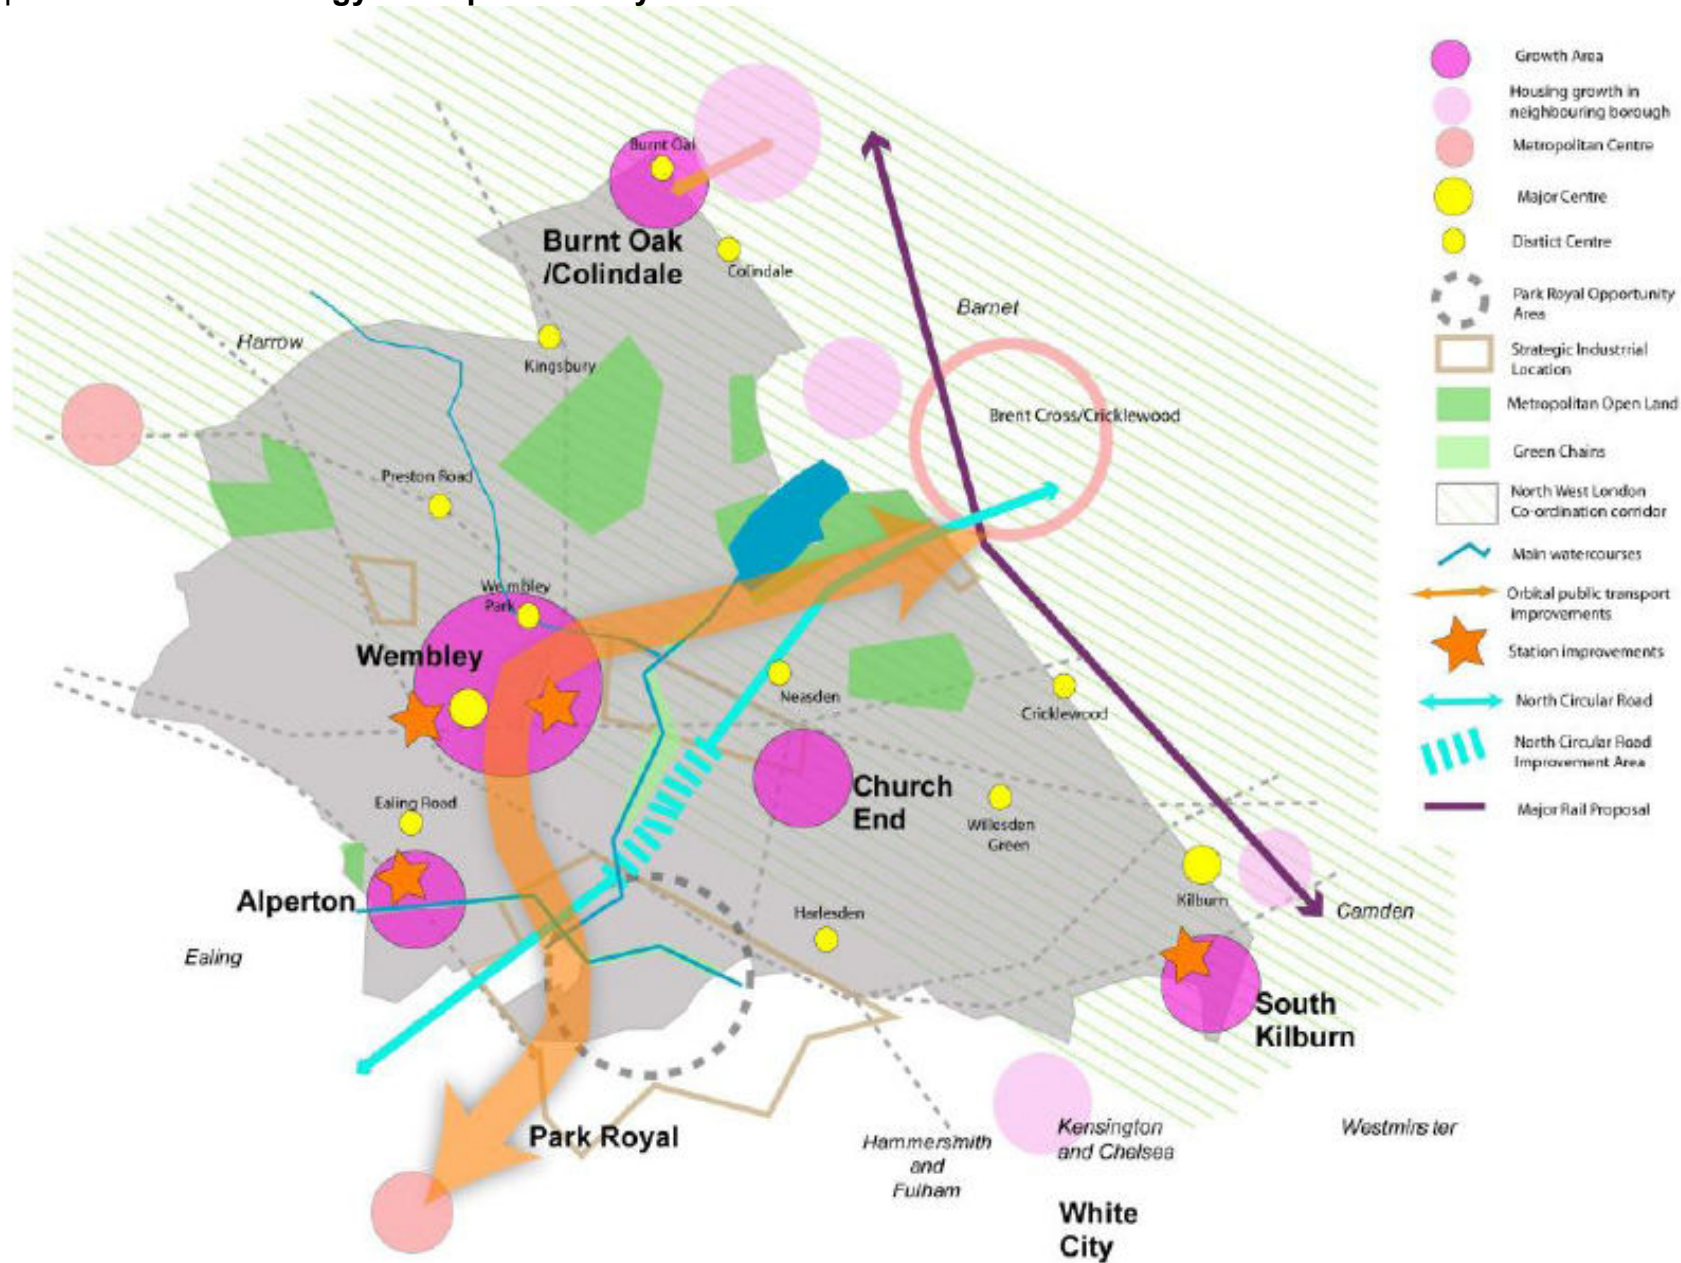 Burnt Oak
Burnt Oak
/Colindale
Colindale
Barnet
Harrow
Kingsbury
Brent Cross/Cricklewood
Preston Road
Wembley
Park
Wembley
Neasden
Cricklewood
Church
End
Ealing Road
Willesden
Green
Alperton
Kilburn
Camden
Harlesden
Ealing
South
Kilburn
Park Royal
Hammersmith
and
Fulham
Kensington
and Chelsea
Westminster
White
City
Growth Area
Housing growth in
neighbouring borough
Metropolitan Centre
Major Centre
Disrtict Centre
Park Royal Opportunity
Area
Strategic Industrrial
Location
Metropolitan Open Land
Green Chains
North West London
Co-ordination corridor
Main watercourses
Orbital public transport
improvements
Station improvements
North Circular Road
North Circular Road
Improvement Area
Major Rail Proposal